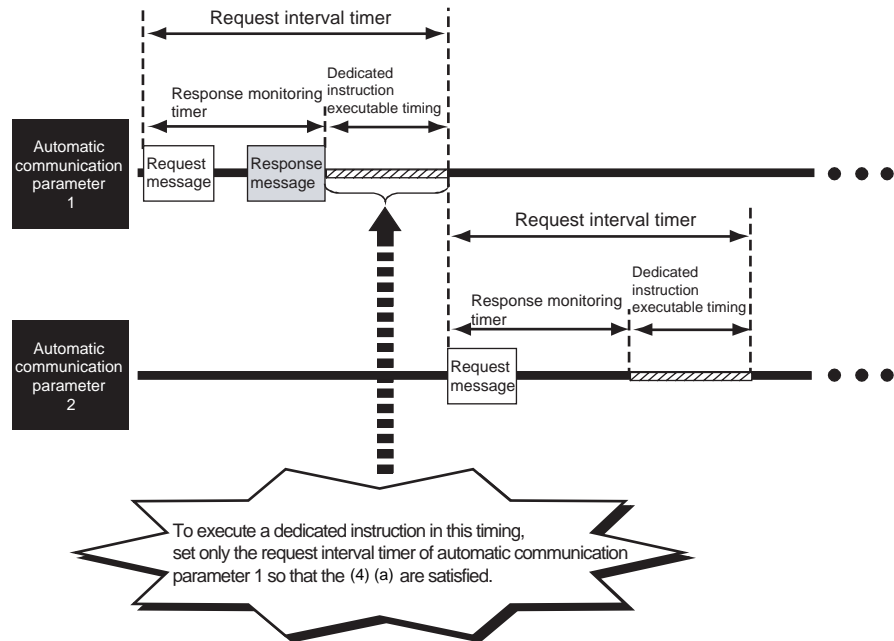 Request interval timer
Dedicated
instruction
executable timing
Response monitoring
timer
Automatic
communication
parameter
1
Request
message
Response
message
Request interval timer
Dedicated
instruction
executable timing
Response monitoring
timer
Automatic
communication
parameter
2
Request
message
To execute a dedicated instruction in this timing,
set only the request interval timer of automatic communication
parameter 1 so that the (4) (a) are satisfied.